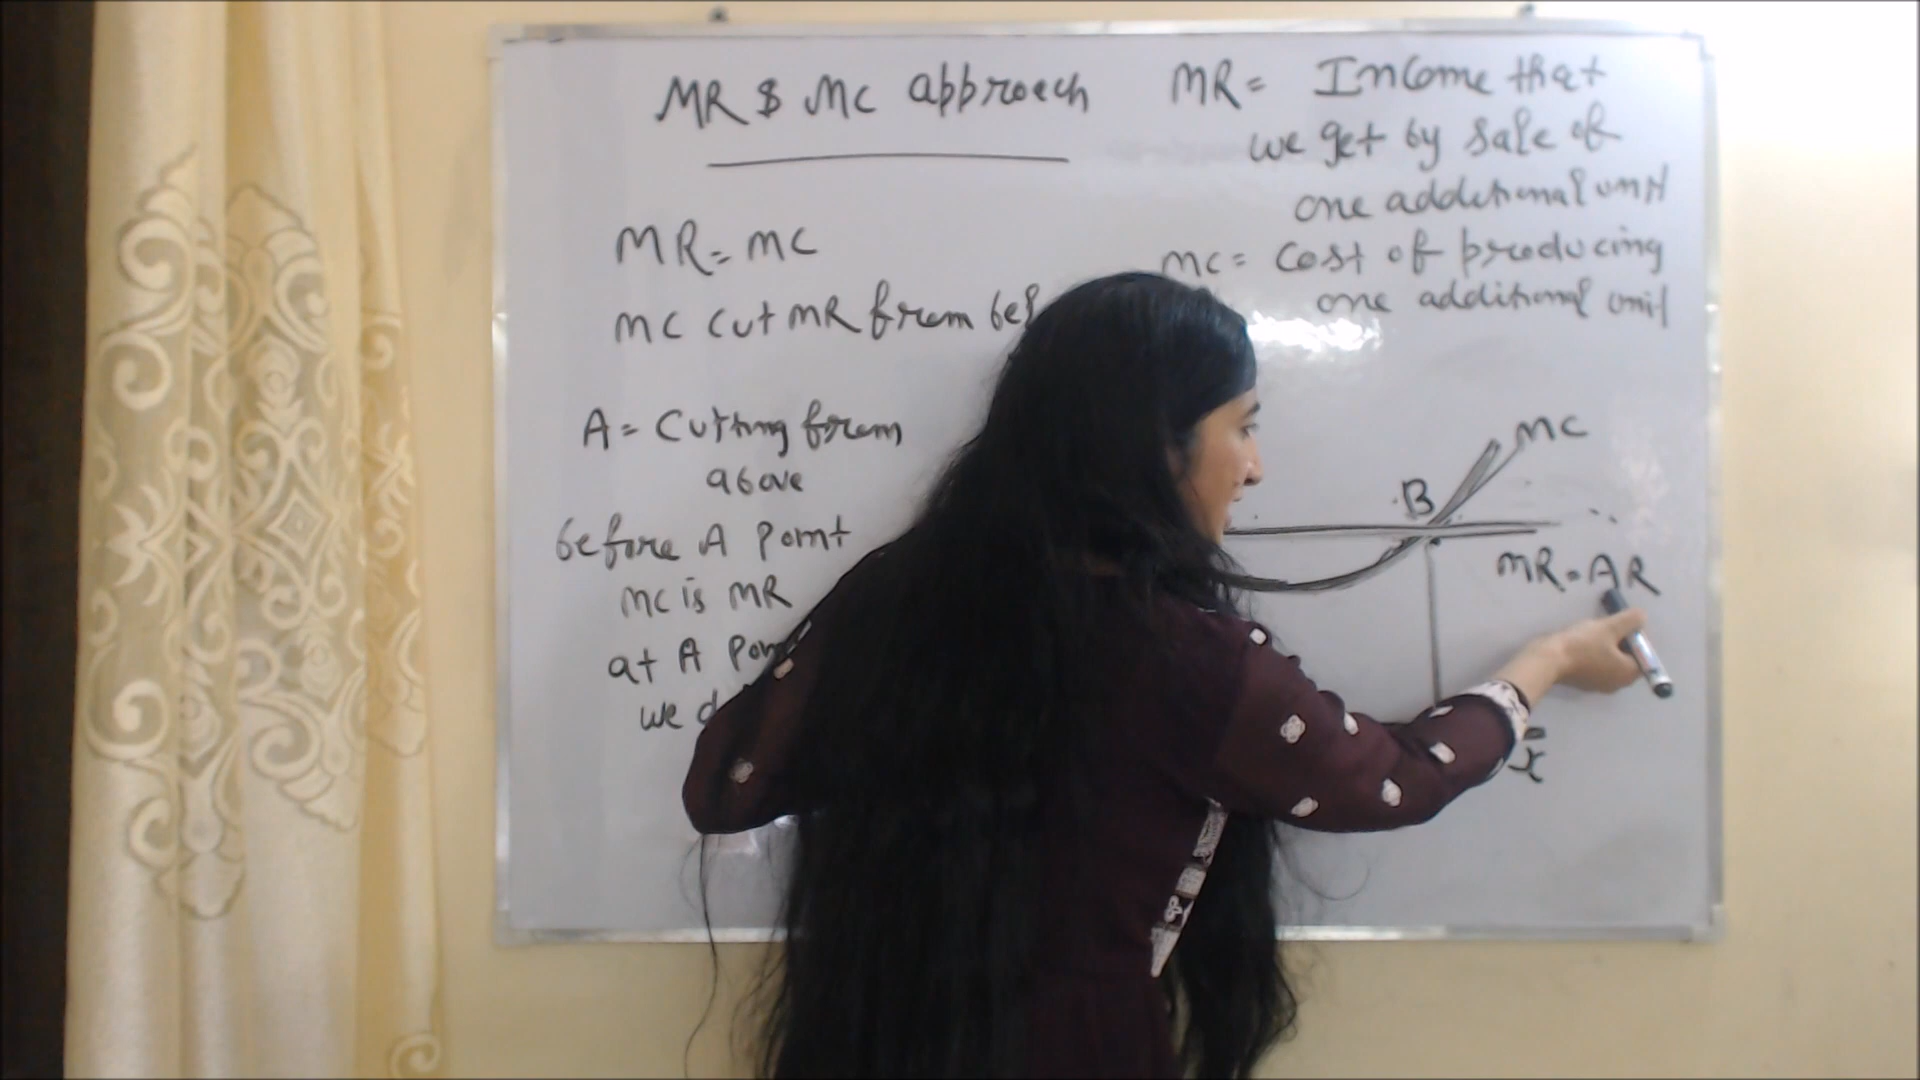 MR & MC approach
MR = Income that
we get by sale of
one additional unit
MC = Cost of producing
one additional unit
MR = MC
MC cut MR from
A = Cutting from
above
before A Point
MC is MR
at A
we
MC
B
MR = AR